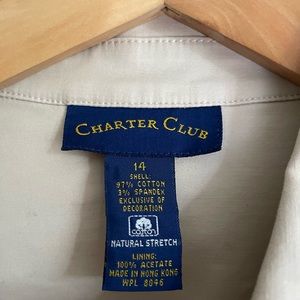 CHARTER CLUB
14
SHELL:
97% COTTON
3% SPANDEX
EXCLUSIVE OF
DECORATION
COTTON
NATURAL STRETCH
LINING:
100% ACETATE
MADE IN HONG KONG
WPL 8046